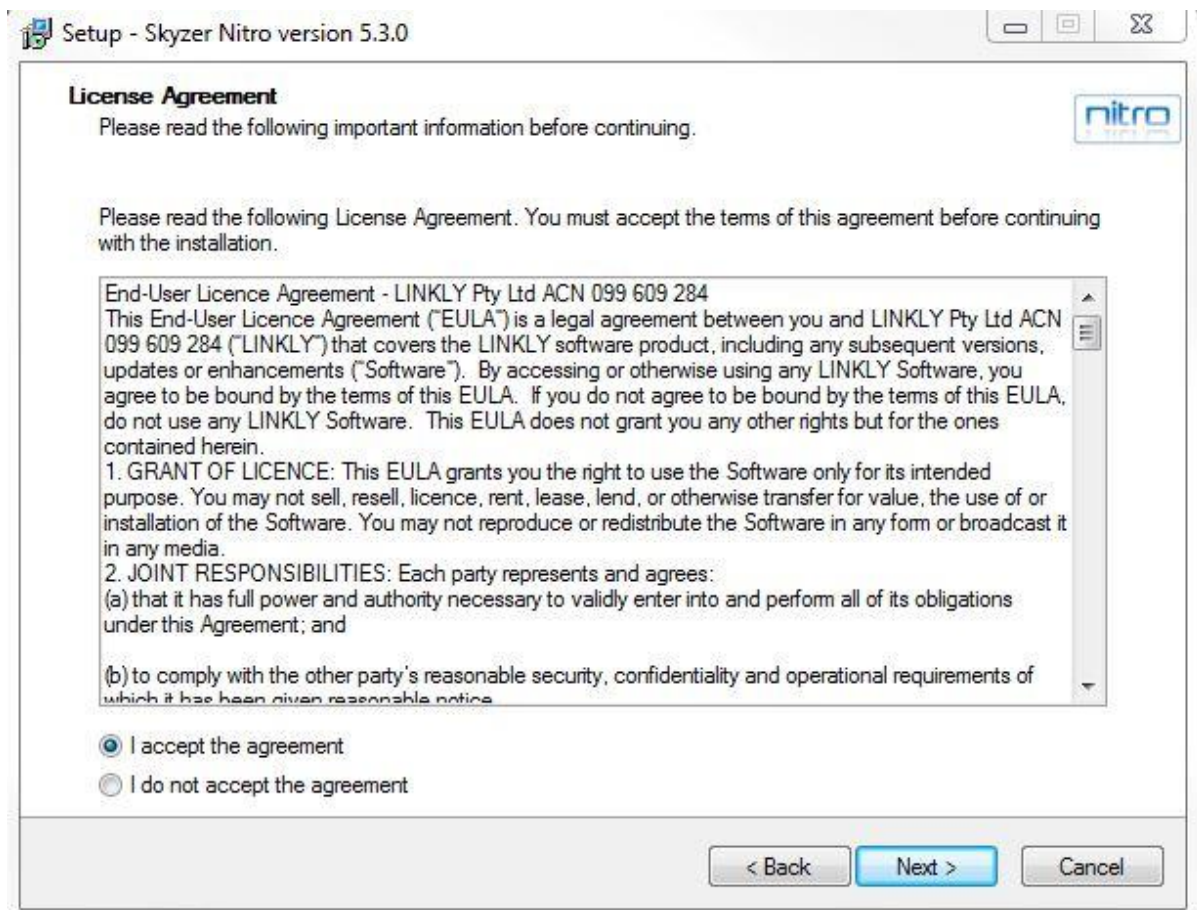 Setup - Skyzer Nitro version 5.3.0
License Agreement
Please read the following important information before continuing.
nitro
Please read the following License Agreement. You must accept the terms of this agreement before continuing
with the installation.
End-User Licence Agreement - LINKLY Pty Ltd ACN 099 609 284
This End-User Licence Agreement ("EULA") is a legal agreement between you and LINKLY Pty Ltd ACN
099 609 284 ("LINKLY") that covers the LINKLY software product, including any subsequent versions,
updates or enhancements ("Software").  By accessing or otherwise using any LINKLY Software, you
agree to be bound by the terms of this EULA.  If you do not agree to be bound by the terms of this EULA,
do not use any LINKLY Software.  This EULA does not grant you any other rights but for the ones
contained herein.
1. GRANT OF LICENCE: This EULA grants you the right to use the Software only for its intended
purpose. You may not sell, resell, licence, rent, lease, lend, or otherwise transfer for value, the use of or
installation of the Software. You may not reproduce or redistribute the Software in any form or broadcast it
in any media.
2. JOINT RESPONSIBILITIES: Each party represents and agrees:
(a) that it has full power and authority necessary to validly enter into and perform all of its obligations
under this Agreement; and
(b) to comply with the other party's reasonable security, confidentiality and operational requirements of
which it has been given reasonable notice
I accept the agreement
I do not accept the agreement
< Back
Next >
Cancel